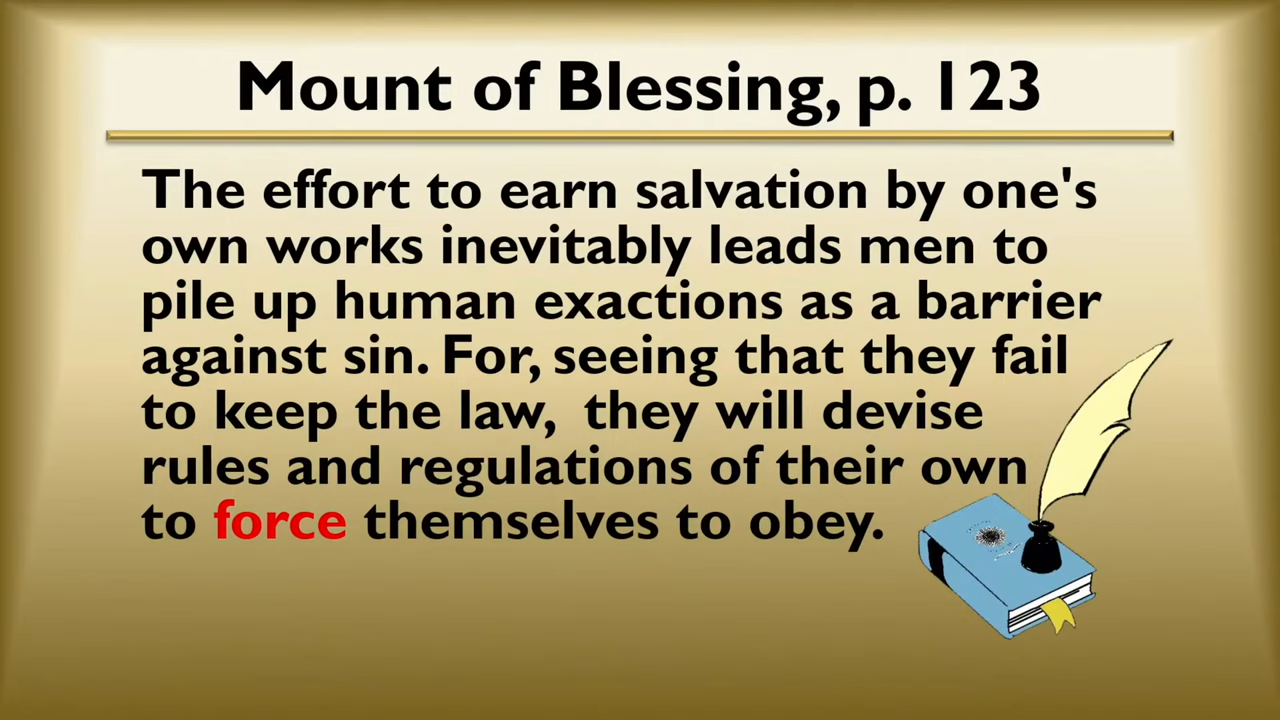 Mount of Blessing, p. 123
The effort to earn salvation by one's
own works inevitably leads men to
pile up human exactions as a barrier
against sin. For, seeing that they fail
to keep the law,  they will devise
rules and regulations of their own
to force themselves to obey.